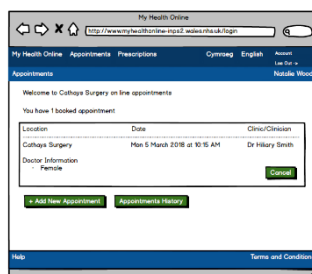 My Health Online
http://www.myhealthonline-inps2.wales.nhs.uk/login
My Health Online Appointments Prescriptions Cymraeg English Account
Log Out ->
Appointments Natalie Wood
Welcome to Cathays Surgery on line appointments
You have 1 booked appointment
Location Date Clinic/Clinician
Cathays Surgery Mon 5 March 2018 at 10:15 AM Dr Hilary Smith
Doctor Information
- Female
Cancel
+ Add New Appointment Appointments History
Help Terms and Condition